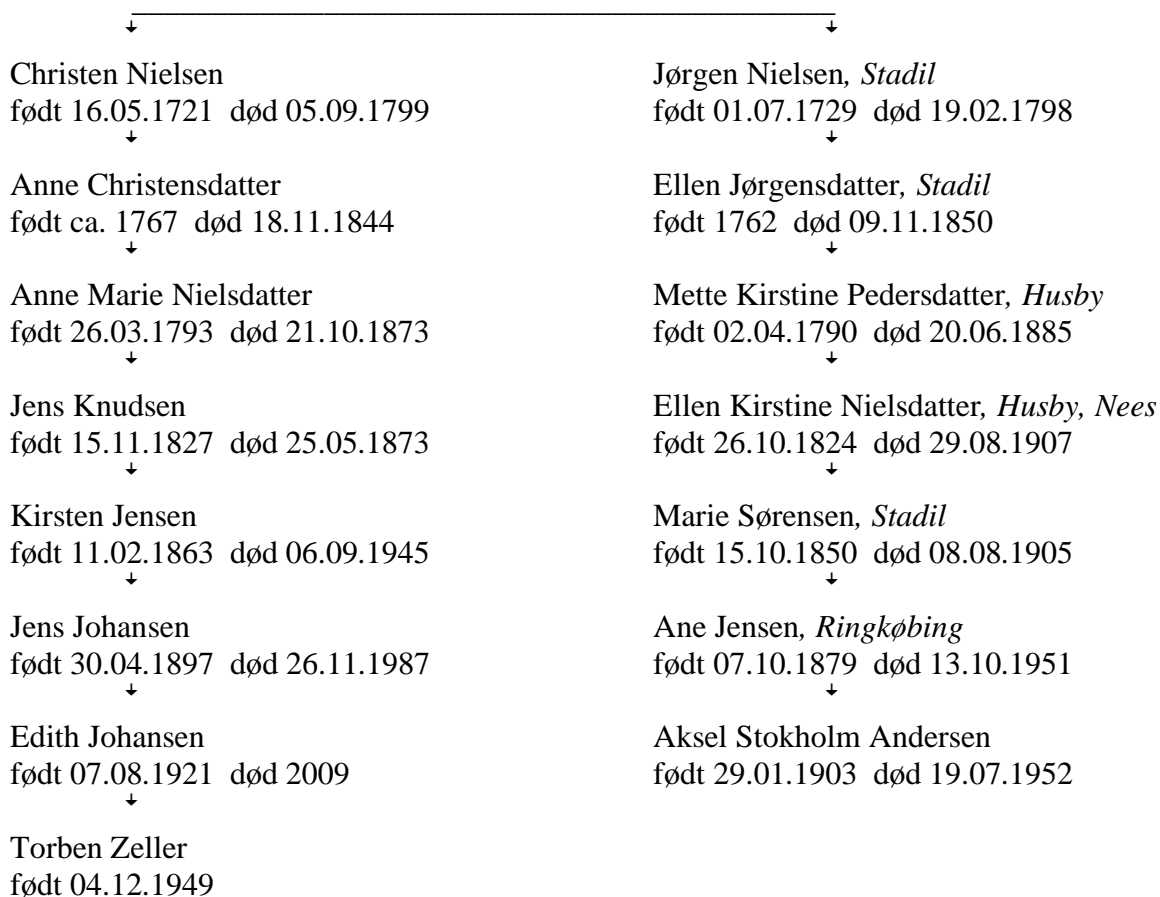 Christen Nielsen
født 16.05.1721 død 05.09.1799
Anne Christensdatter
født ca. 1767 død 18.11.1844
Anne Marie Nielsdatter
født 26.03.1793 død 21.10.1873
Jens Knudsen
født 15.11.1827 død 25.05.1873
Kirsten Jensen
født 11.02.1863 død 06.09.1945
Jens Johansen
født 30.04.1897 død 26.11.1987
Edith Johansen
født 07.08.1921 død 2009
Torben Zeller
født 04.12.1949
Jørgen Nielsen, Stadil
født 01.07.1729 død 19.02.1798
Ellen Jørgensdatter, Stadil
født 1762 død 09.11.1850
Mette Kirstine Pedersdatter, Husby
født 02.04.1790 død 20.06.1885
Ellen Kirstine Nielsdatter, Husby, Nees
født 26.10.1824 død 29.08.1907
Marie Sørensen, Stadil
født 15.10.1850 død 08.08.1905
Ane Jensen, Ringkøbing
født 07.10.1879 død 13.10.1951
Aksel Stokholm Andersen
født 29.01.1903 død 19.07.1952